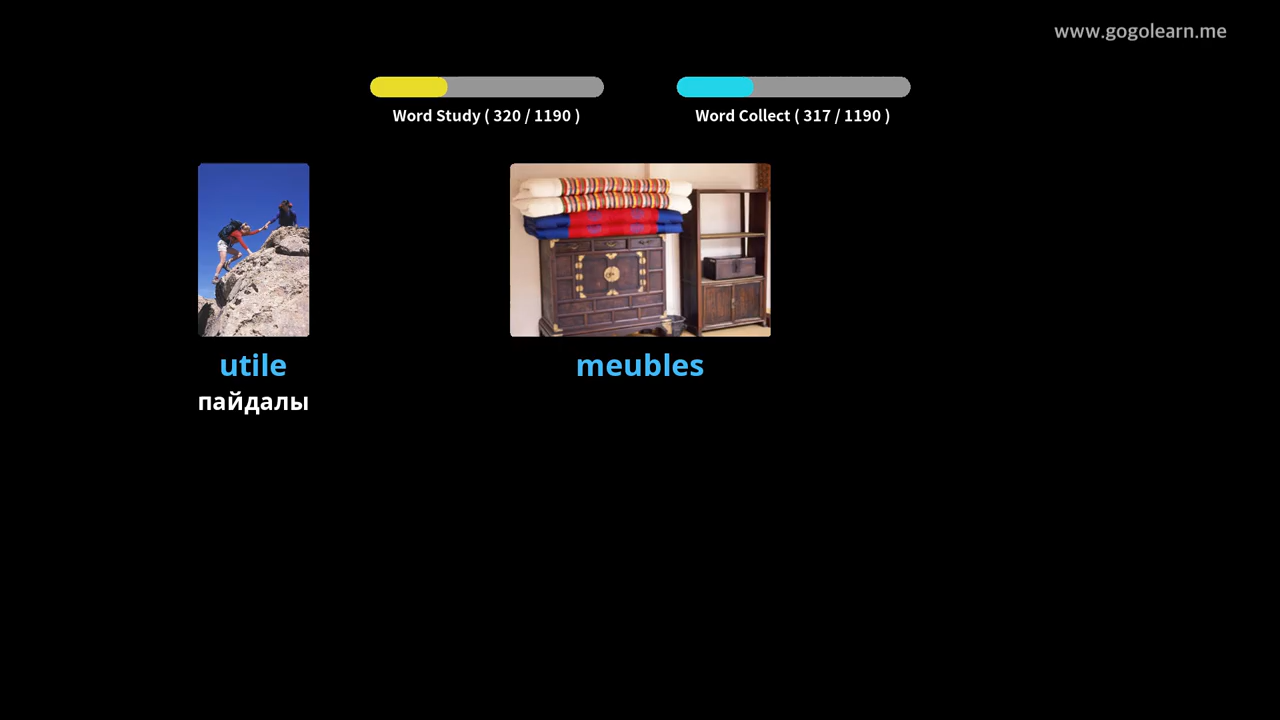 www.gogolearn.me
Word Study ( 320 / 1190 )
Word Collect ( 317 / 1190 )
utile
пайдалы
meubles